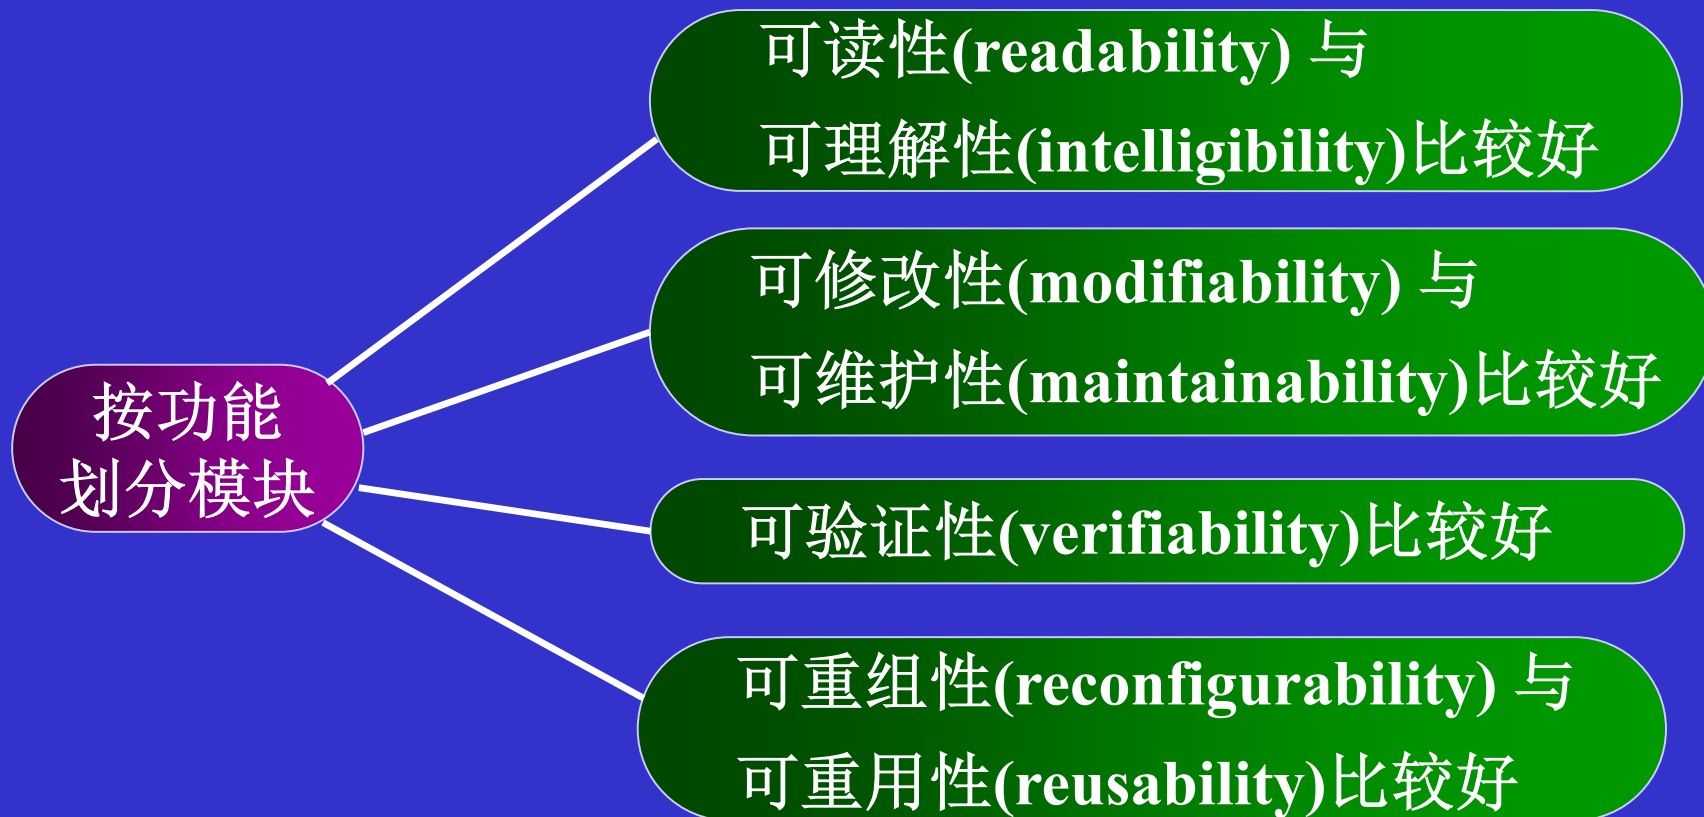 可读性(readability) 与
可理解性(intelligibility)比较好
可修改性(modifiability) 与
可维护性(maintainability)比较好
按功能
划分模块
可验证性(verifiability)比较好
可重组性(reconfigurability) 与
可重用性(reusability)比较好